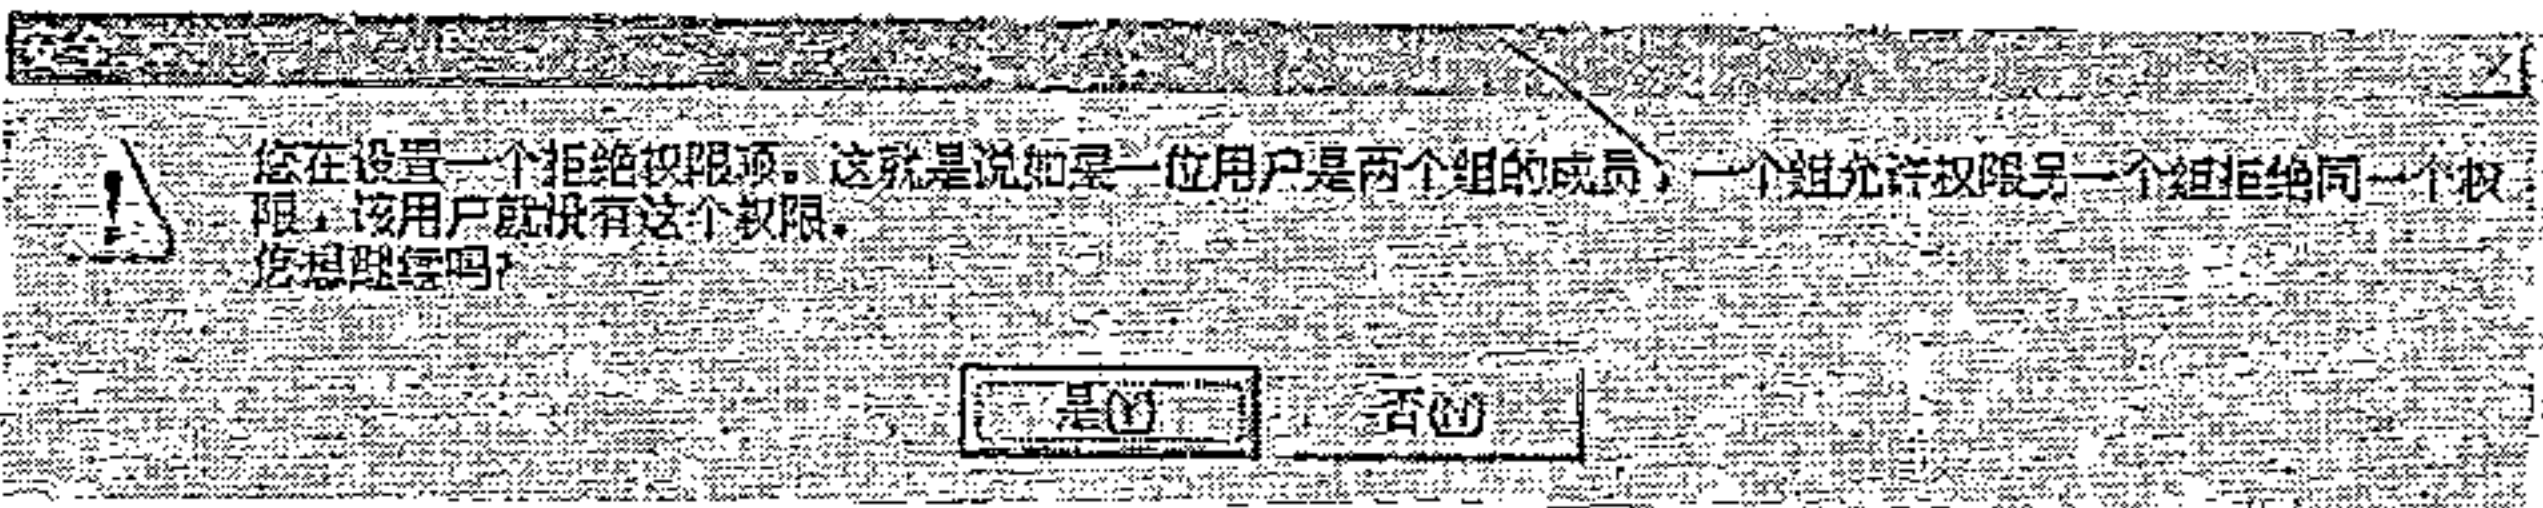 您在设置一个拒绝权限项。这就是说如果一位用户是两个组的成员，一个组允许权限另一个组拒绝同一个权
限，该用户就没有这个权限。
您想继续吗?
是(Y) 否(N)